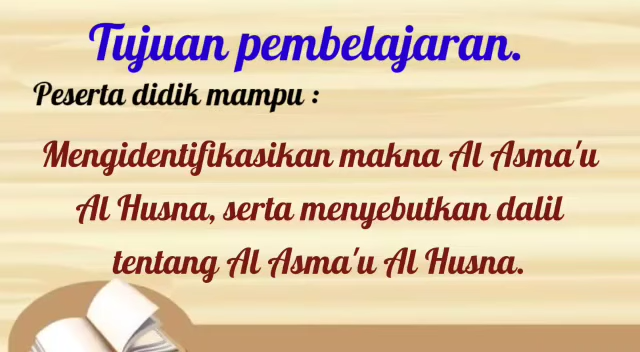 Tujuan pembelajaran.
Peserta didik mampu :
Mengidentifikasikan makna Al Asma'u
Al Husna, serta menyebutkan dalil
tentang Al Asma'u Al Husna.